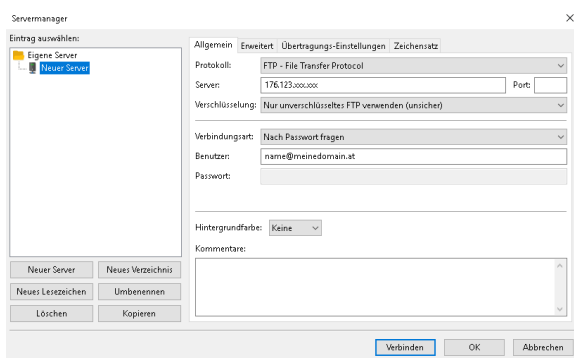 Servermanager
Eintrag auswählen:
Eigene Server
Neuer Server
Neuer Server Neues Verzeichnis
Neues Lesezeichen Umbenennen
Löschen Kopieren
Allgemein Erweitert Übertragungs-Einstellungen Zeichensatz
Protokoll: FTP - File Transfer Protocol
Server: 176.123.xxx.xxx Port:
Verschlüsselung: Nur unverschlüsseltes FTP verwenden (unsicher)
Verbindungsart: Nach Passwort fragen
Benutzer: name@meinedomain.at
Passwort:
Hintergrundfarbe: Keine
Kommentare:
Verbinden OK Abbrechen